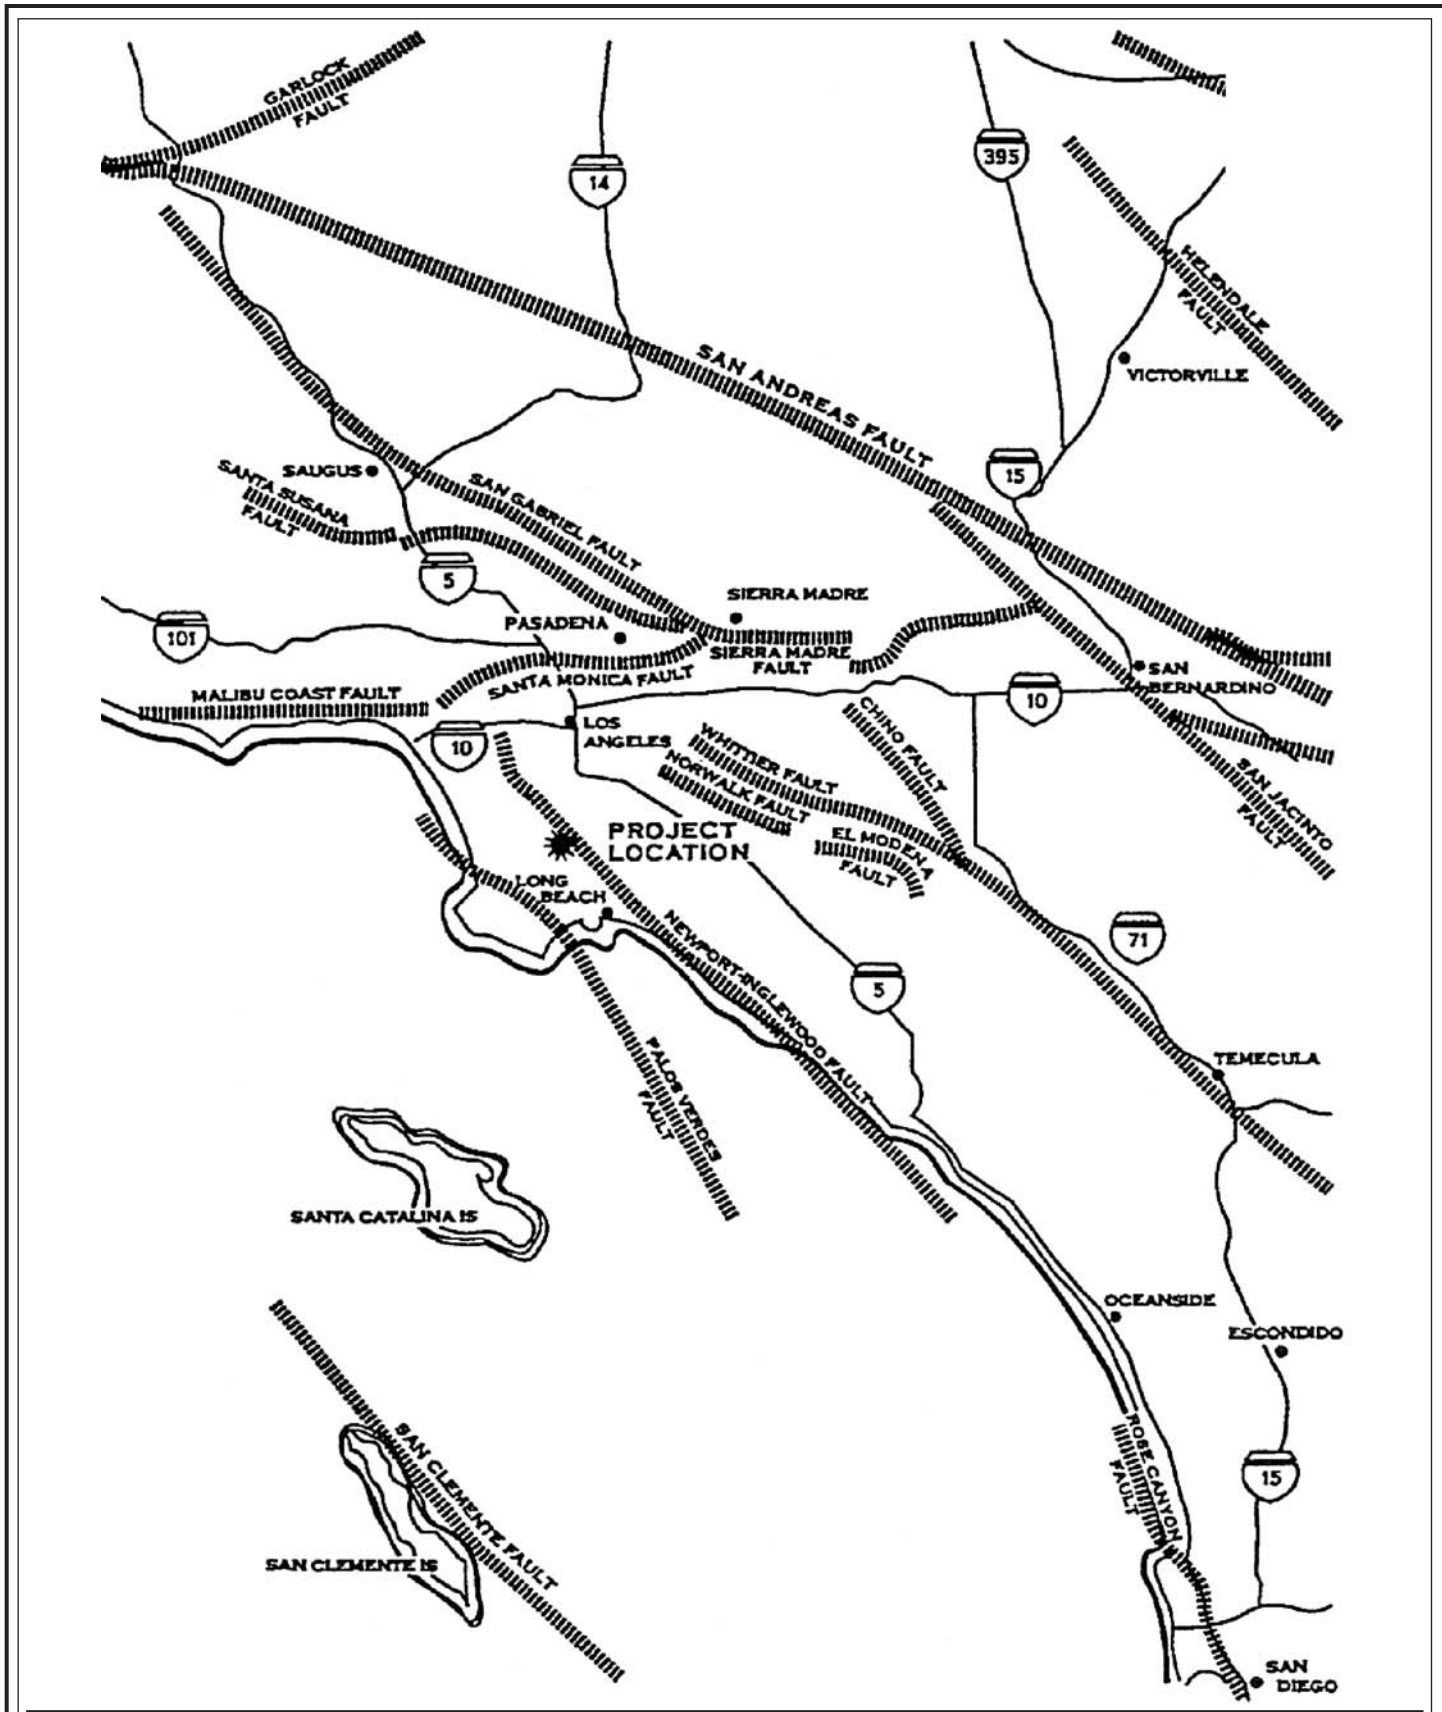 GARLOCK
FAULT
14
395
HELENDALE
FAULT
VICTORVILLE
SAN ANDREAS FAULT
15
SAUGUS
SANTA SUSANA
FAULT
SAN GABRIEL FAULT
5
SIERRA MADRE
101
PASADENA
SIERRA MADRE
FAULT
SANTA MONICA FAULT
SAN
BERNARDINO
MALIBU COAST FAULT
10
10
LOS
ANGELES
CHINO FAULT
WHITTIER FAULT
NORWALK FAULT
SAN JACINTO
FAULT
PROJECT
LOCATION
EL MODENA
FAULT
LONG
BEACH
NEWPORT-INGLEWOOD FAULT
71
5
PALOS VERDES
FAULT
TEMECULA
SANTA CATALINA IS
OCEANSIDE
ESCONDIDO
ROSE CANYON
FAULT
SAN CLEMENTE FAULT
15
SAN CLEMENTE IS
SAN
DIEGO